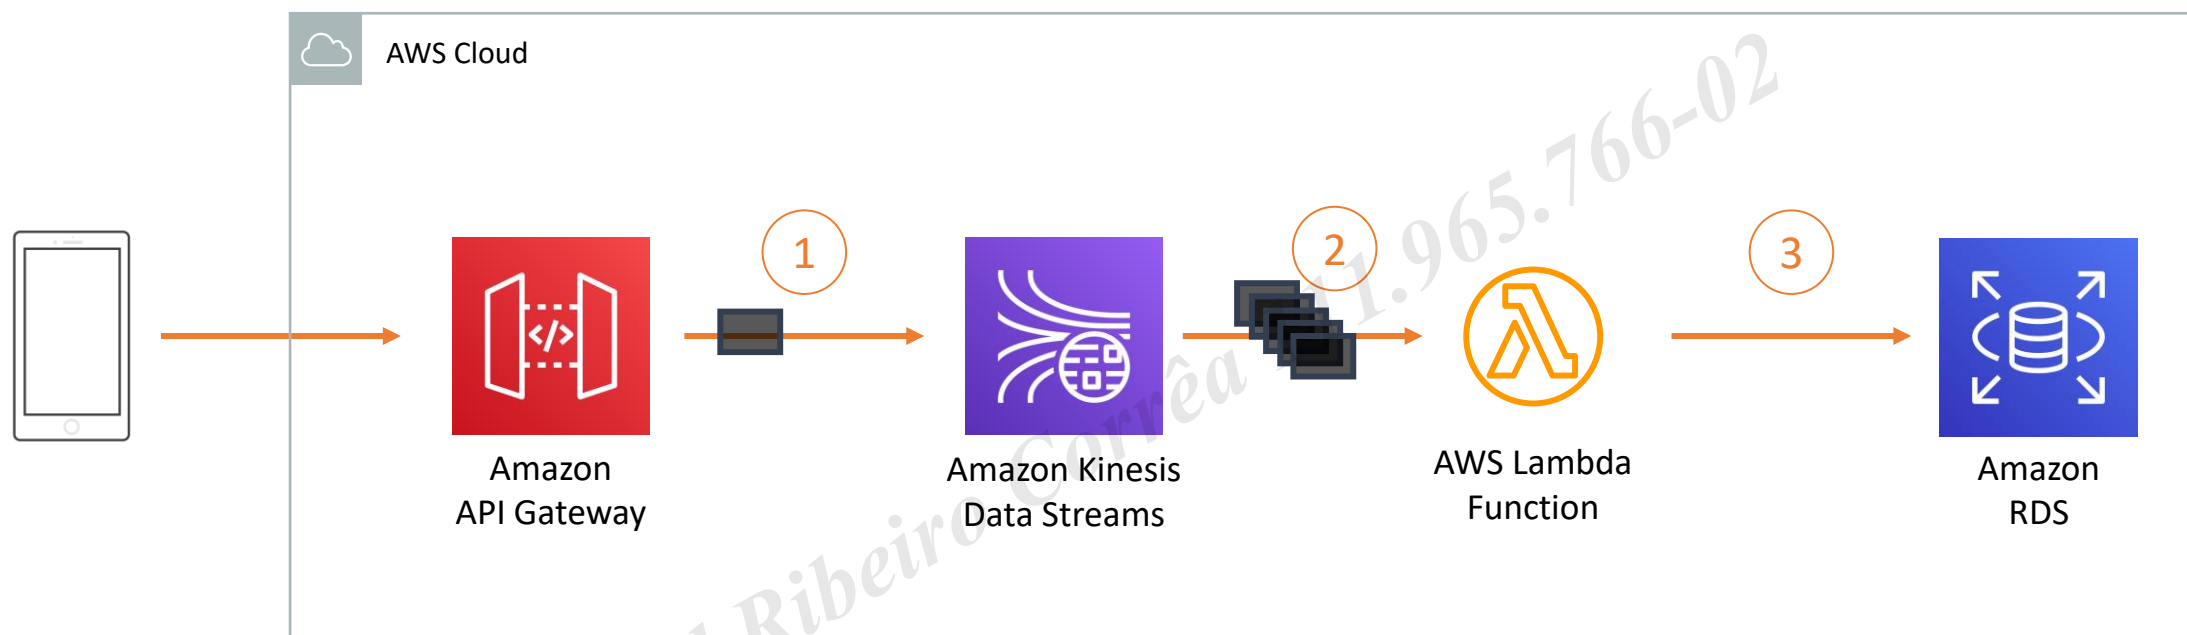 AWS Cloud
1
2
3
</>
Amazon
API Gateway
Amazon Kinesis
Data Streams
AWS Lambda
Function
Amazon
RDS
Ribeiro Corrêa 11.965.766-02